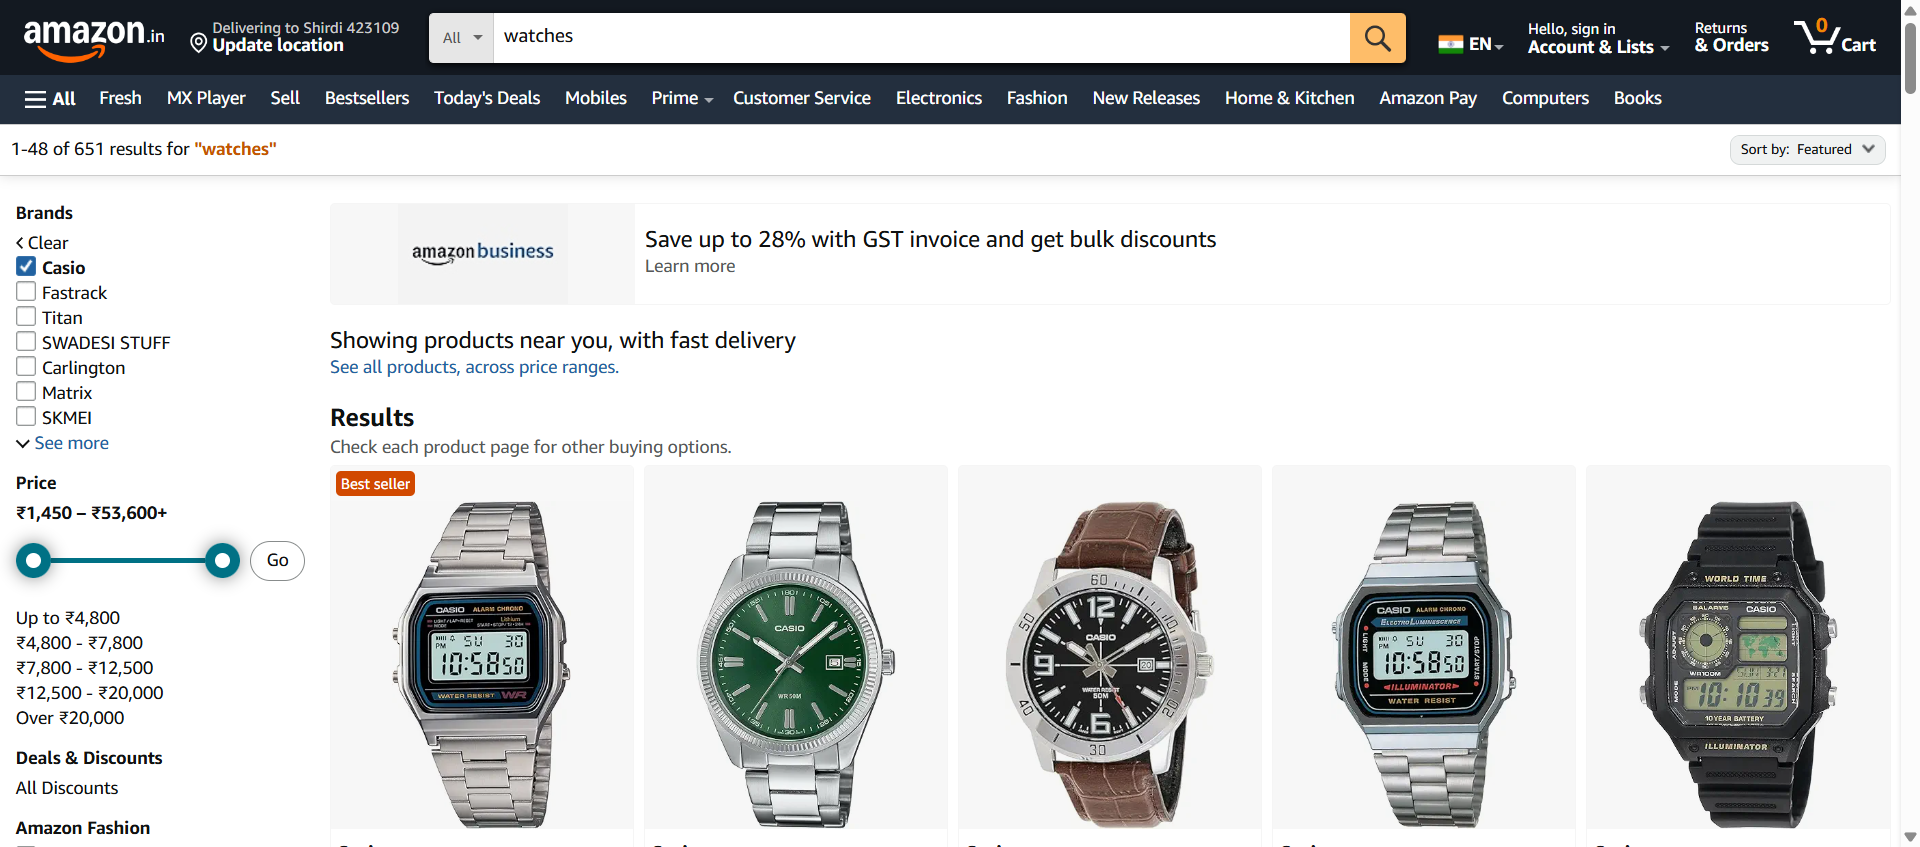 amazon.in
Delivering to Shirdi 423109
Update location
All
watches
EN
Hello, sign in
Account & Lists
Returns
& Orders
0
Cart
All
Fresh
MX Player
Sell
Bestsellers
Today's Deals
Mobiles
Prime
Customer Service
Electronics
Fashion
New Releases
Home & Kitchen
Amazon Pay
Computers
Books
1-48 of 651 results for "watches"
Sort by: Featured
Brands
Clear
Casio
Fastrack
Titan
SWADESI STUFF
Carlington
Matrix
SKMEI
See more
Price
₹1,450 – ₹53,600+
Go
Up to ₹4,800
₹4,800 - ₹7,800
₹7,800 - ₹12,500
₹12,500 - ₹20,000
Over ₹20,000
Deals & Discounts
All Discounts
Amazon Fashion
amazon business
Save up to 28% with GST invoice and get bulk discounts
Learn more
Showing products near you, with fast delivery
See all products, across price ranges.
Results
Check each product page for other buying options.
Best seller
CASIO ALARM CHRONO
Lithium
SU 30
PM
10:58 50
WATER RESIST WR
CASIO
WR 50M
60
50
10
12
CASIO
9
20
WATER RESIST
50M
6
40
20
30
CASIO ALARM CHRONO
ELECTRO LUMINESCENCE
LIGHT
MODE
START/STOP
SU 30
PM
10:58 50
ILLUMINATOR
WATER RESIST
WORLD TIME
5 ALARMS CASIO
ADJUST
MODE
SEARCH
WR100M
10:10 39
10 YEAR BATTERY
ILLUMINATOR